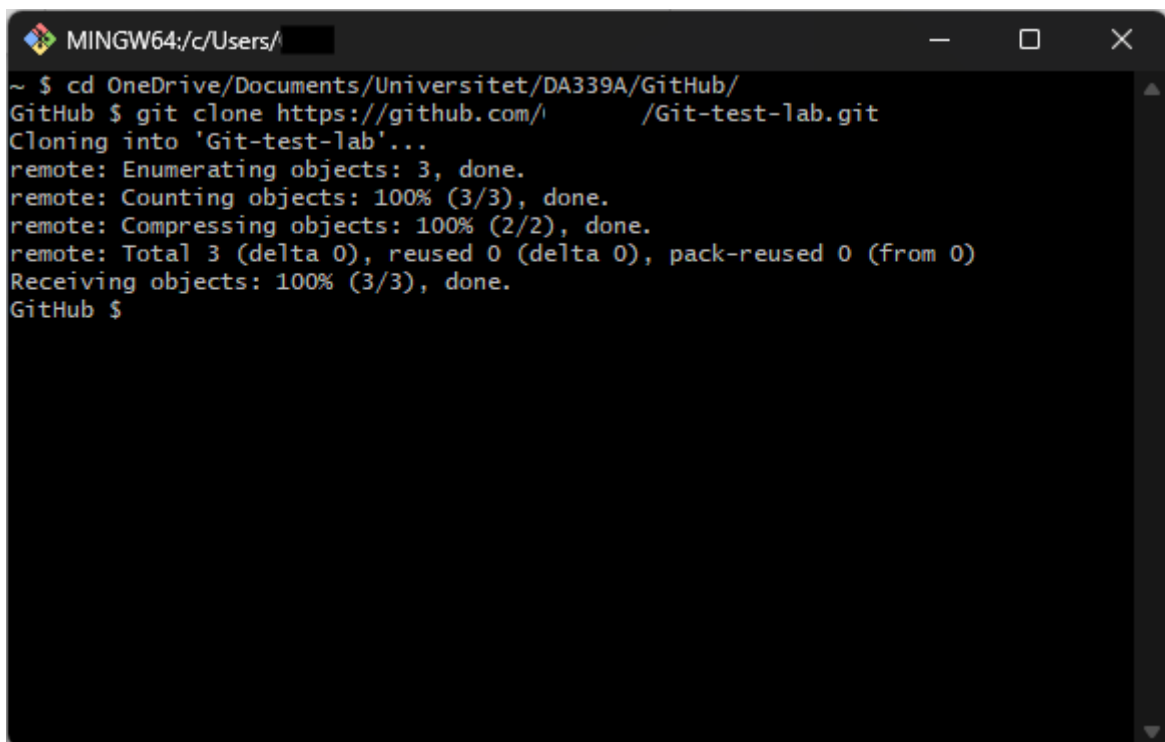 MINGW64:/c/Users/
~ $ cd OneDrive/Documents/Universitet/DA339A/GitHub/
GitHub $ git clone https://github.com/ /Git-test-lab.git
Cloning into 'Git-test-lab'...
remote: Enumerating objects: 3, done.
remote: Counting objects: 100% (3/3), done.
remote: Compressing objects: 100% (2/2), done.
remote: Total 3 (delta 0), reused 0 (delta 0), pack-reused 0 (from 0)
Receiving objects: 100% (3/3), done.
GitHub $